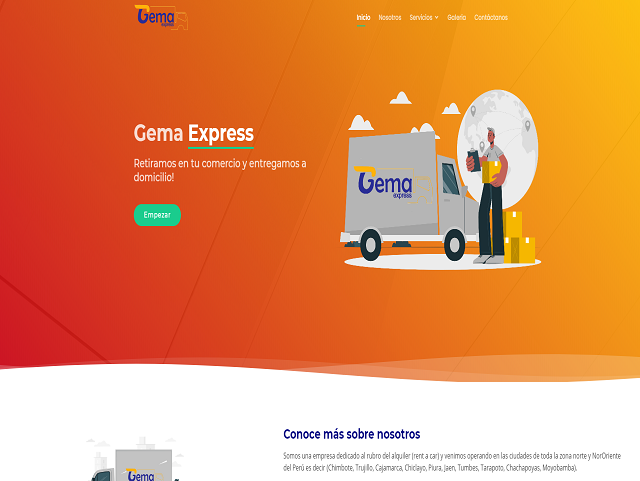 Gema
express
Inicio Nosotros Servicios Galeria Contáctanos
Gema Express
Retiramos en tu comercio y entregamos a
domicilio!
Empezar
Gema
express
Conoce más sobre nosotros
Somos una empresa dedicado al rubro del alquiler (rent a car) y venimos operando en las ciudades de toda la zona norte y NorOriente
del Perú es decir (Chimbote, Trujillo, Cajamarca, Chiclayo, Piura, Jaen, Tumbes, Tarapoto, Chachapoyas, Moyobamba).
Gema